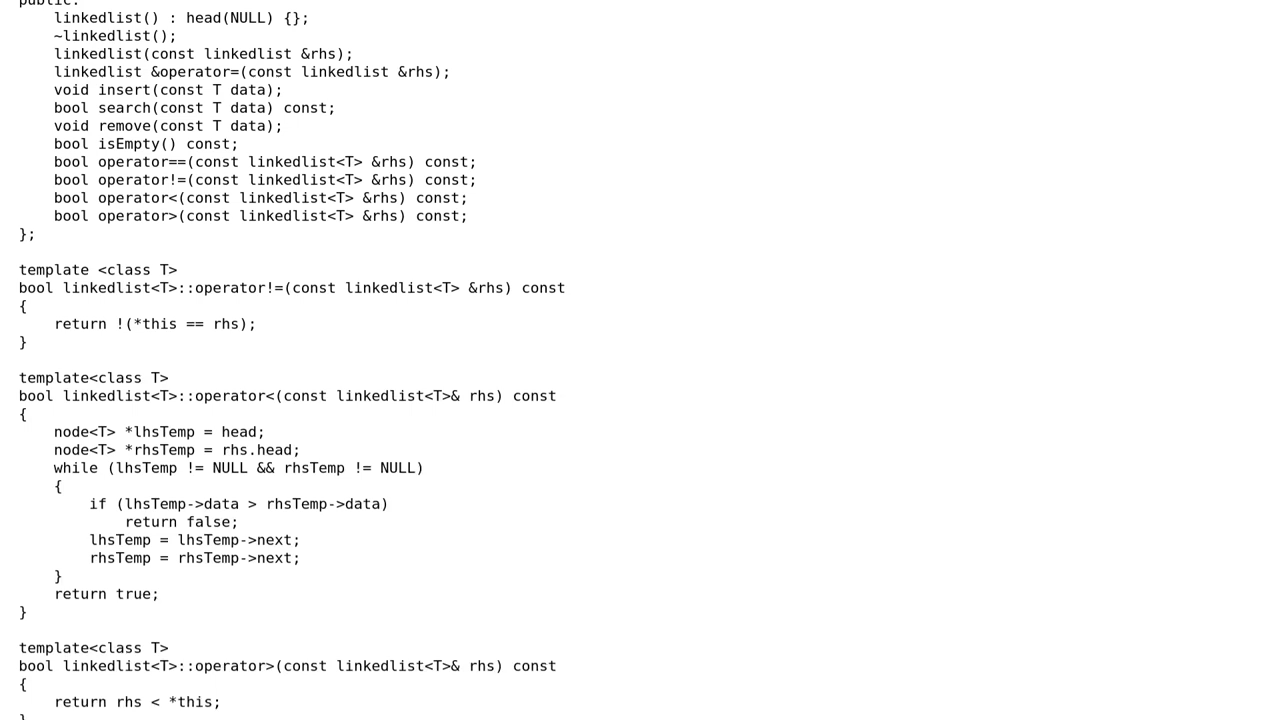 public:
    linkedlist() : head(NULL) {};
    ~linkedlist();
    linkedlist(const linkedlist &rhs);
    linkedlist &operator=(const linkedlist &rhs);
    void insert(const T data);
    bool search(const T data) const;
    void remove(const T data);
    bool isEmpty() const;
    bool operator==(const linkedlist<T> &rhs) const;
    bool operator!=(const linkedlist<T> &rhs) const;
    bool operator<(const linkedlist<T> &rhs) const;
    bool operator>(const linkedlist<T> &rhs) const;
};

template <class T>
bool linkedlist<T>::operator!=(const linkedlist<T> &rhs) const
{
    return !(*this == rhs);
}

template<class T>
bool linkedlist<T>::operator<(const linkedlist<T>& rhs) const
{
    node<T> *lhsTemp = head;
    node<T> *rhsTemp = rhs.head;
    while (lhsTemp != NULL && rhsTemp != NULL)
    {
        if (lhsTemp->data > rhsTemp->data)
            return false;
        lhsTemp = lhsTemp->next;
        rhsTemp = rhsTemp->next;
    }
    return true;
}

template<class T>
bool linkedlist<T>::operator>(const linkedlist<T>& rhs) const
{
    return rhs < *this;
}